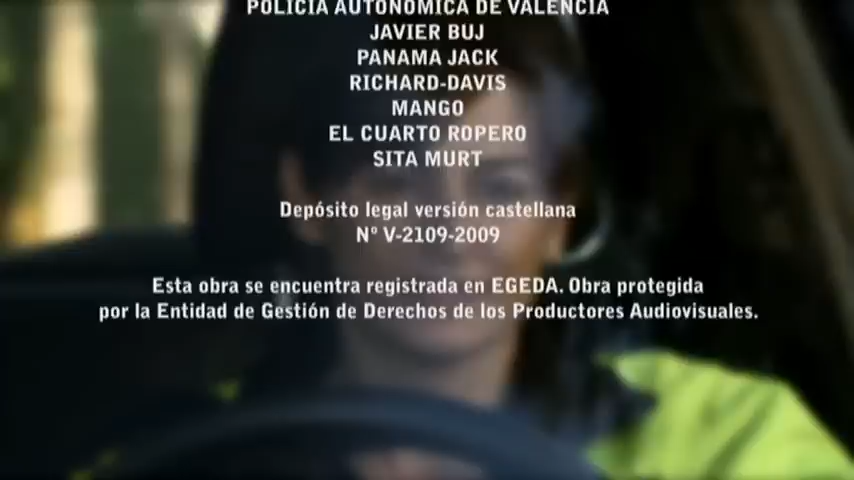 POLICÍA AUTONÓMICA DE VALENCIA
JAVIER BUJ
PANAMA JACK
RICHARD-DAVIS
MANGO
EL CUARTO ROPERO
SITA MURT
Depósito legal versión castellana
Nº V-2109-2009
Esta obra se encuentra registrada en EGEDA. Obra protegida
por la Entidad de Gestión de Derechos de los Productores Audiovisuales.